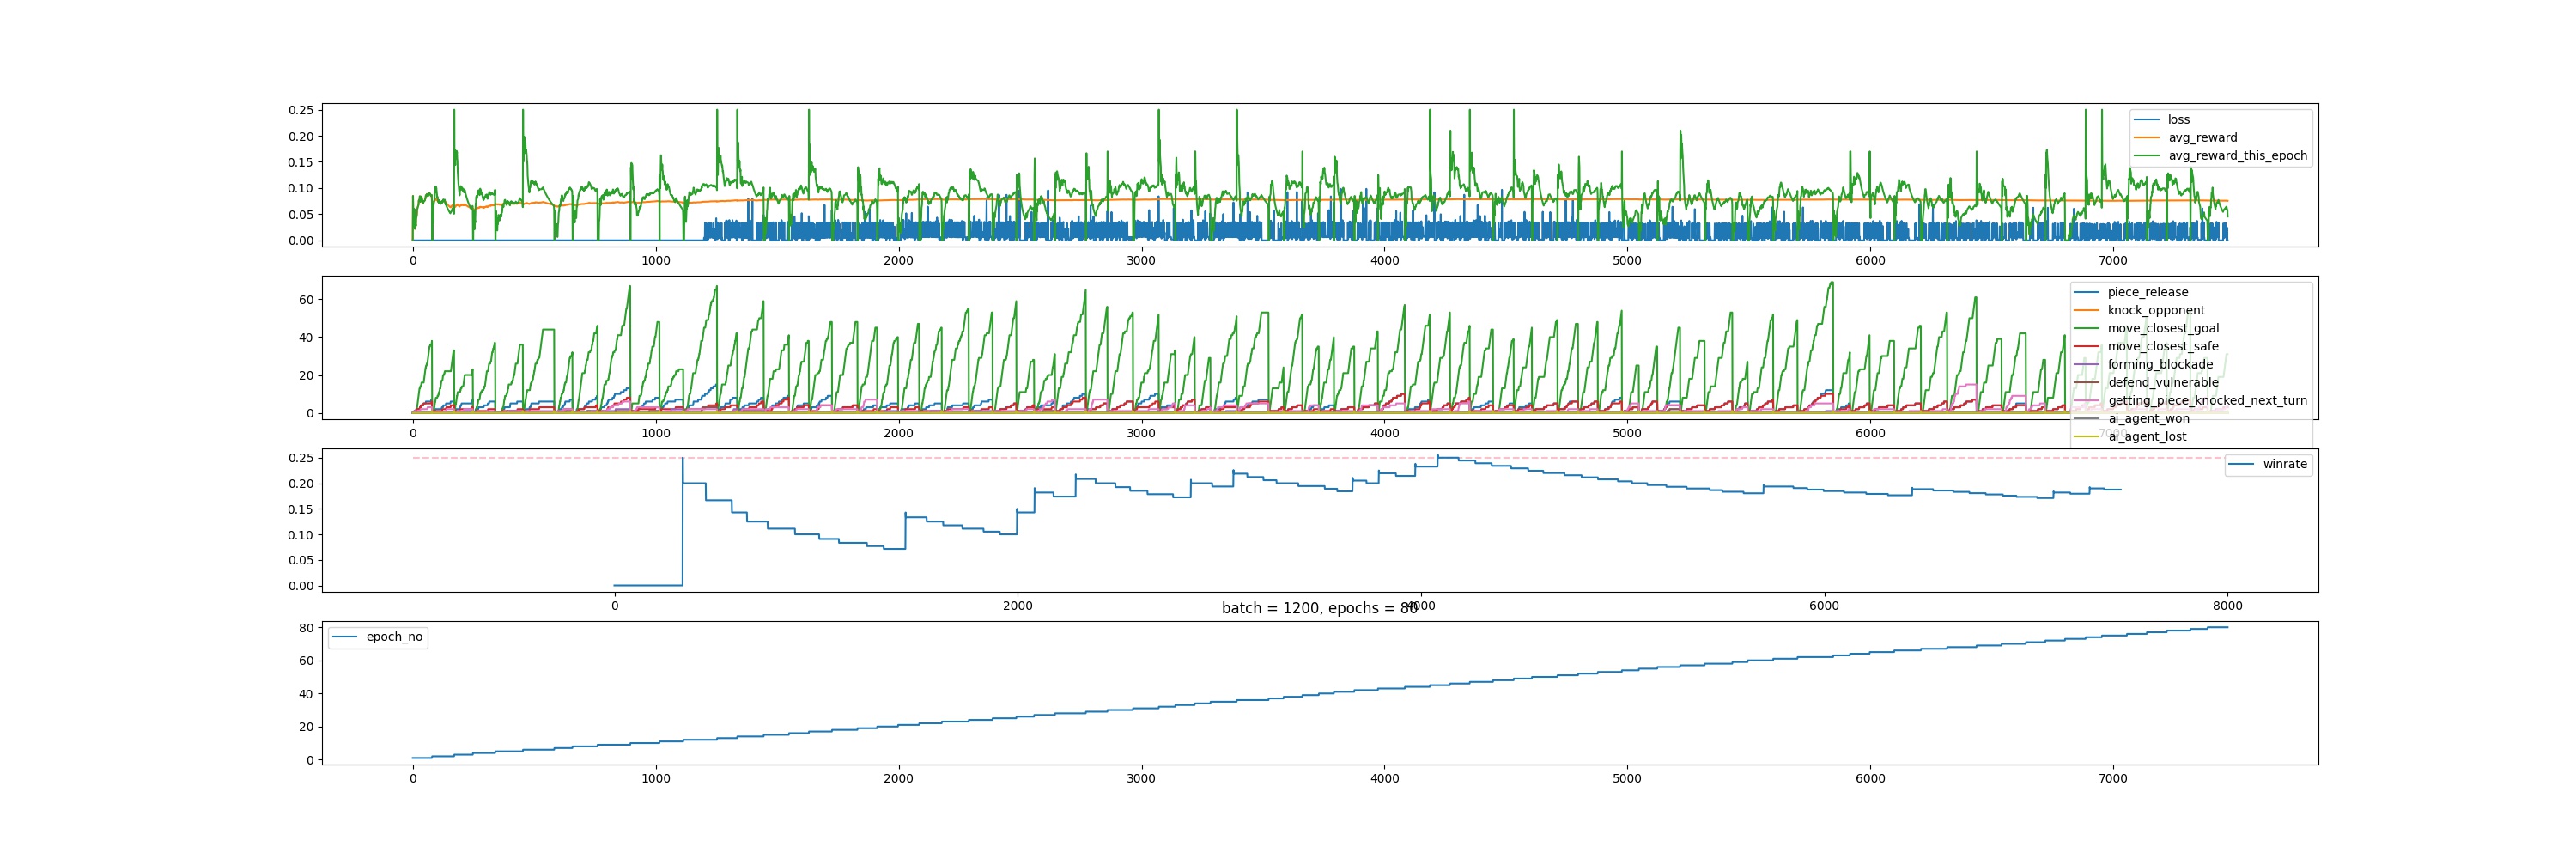 0.25
0.20
0.15
0.10
0.05
0.00
loss
avg_reward
avg_reward_this_epoch
0 1000 2000 3000 4000 5000 6000 7000
60
40
20
0
piece_release
knock_opponent
move_closest_goal
move_closest_safe
forming_blockade
defend_vulnerable
getting_piece_knocked_next_turn
ai_agent_won
ai_agent_lost
0 1000 2000 3000 4000 5000 6000 7000
0.25
0.20
0.15
0.10
0.05
0.00
winrate
0 2000 4000 6000 8000
batch = 1200, epochs = 80
80
60
40
20
0
epoch_no
0 1000 2000 3000 4000 5000 6000 7000